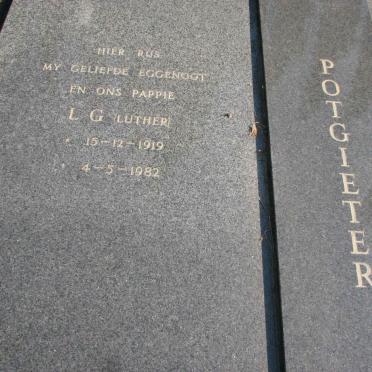 HIER RUS
MY GELIEFDE EGGENOOT
EN ONS PAPPIE
L G (LUTHER)
* 15-12-1919
4-5-1982
POTGIETER